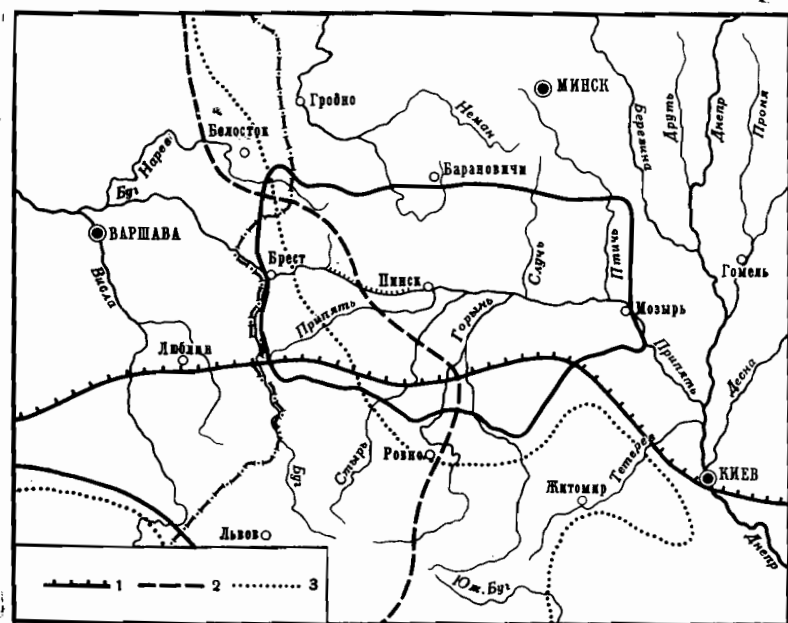 Гродно
МИНСК
Неман
Березина
Друть
Днепр
Проня
Белосток
Нарев
Барановичи
Буг
ВАРШАВА
Висла
Брест
Пинск
Случь
Птичь
Гомель
Мозырь
Припять
Горынь
Припять
Десна
Люблин
Стырь
Ровно
Тетерев
КИЕВ
Житомир
Буг
Львов
Днепр
Юж. Буг
1 2 3